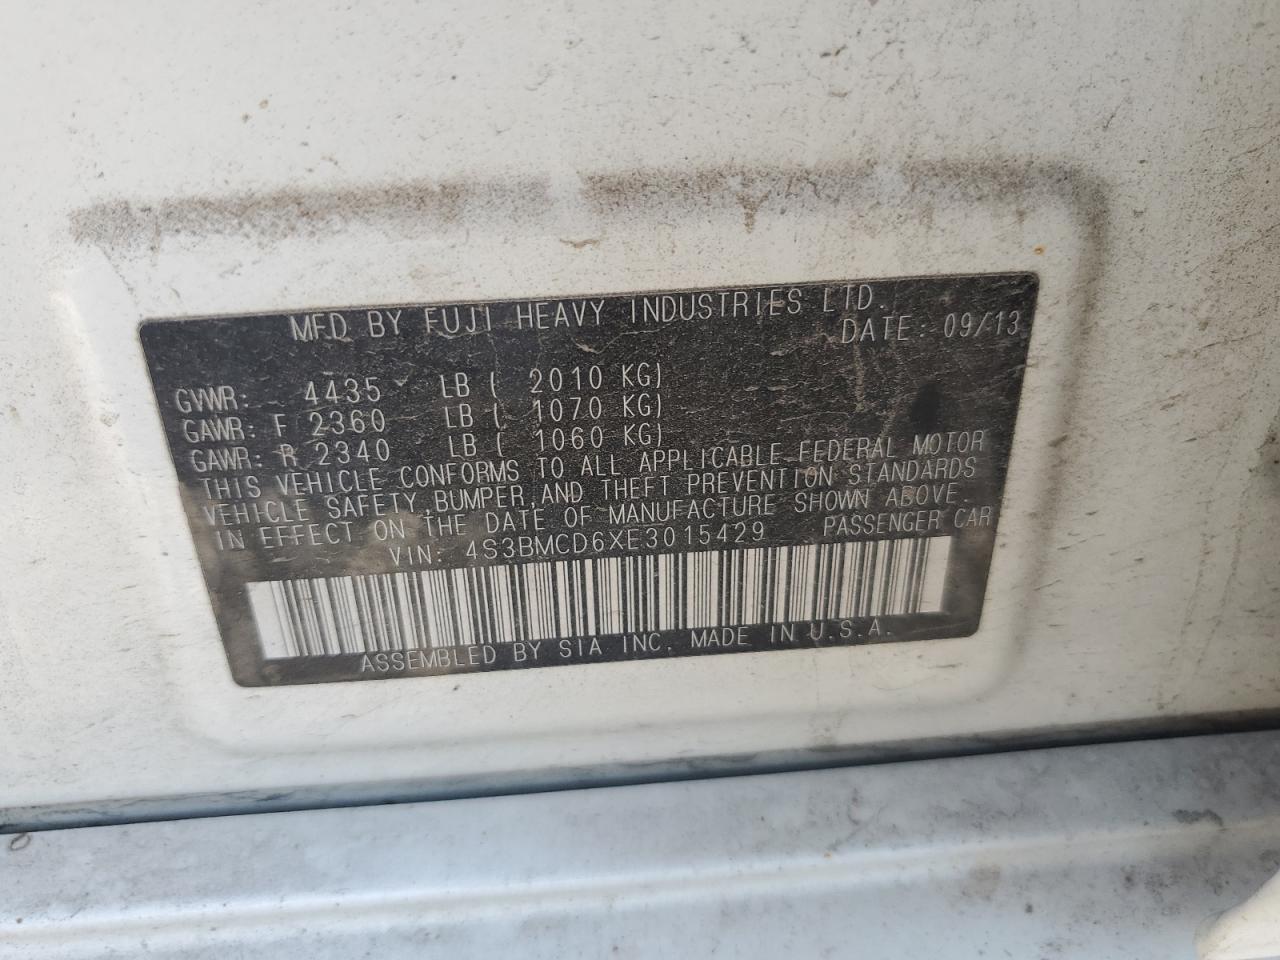 MFD BY FUJI HEAVY INDUSTRIES LTD.
DATE: 09/13
GVWR: 4435 LB ( 2010 KG)
GAWR: F 2360 LB ( 1070 KG)
GAWR: R 2340 LB ( 1060 KG)
THIS VEHICLE CONFORMS TO ALL APPLICABLE FEDERAL MOTOR
VEHICLE SAFETY, BUMPER, AND THEFT PREVENTION STANDARDS
IN EFFECT ON THE DATE OF MANUFACTURE SHOWN ABOVE.
VIN: 4S3BMCD6XE3015429 PASSENGER CAR
ASSEMBLED BY SIA INC. MADE IN U.S.A.